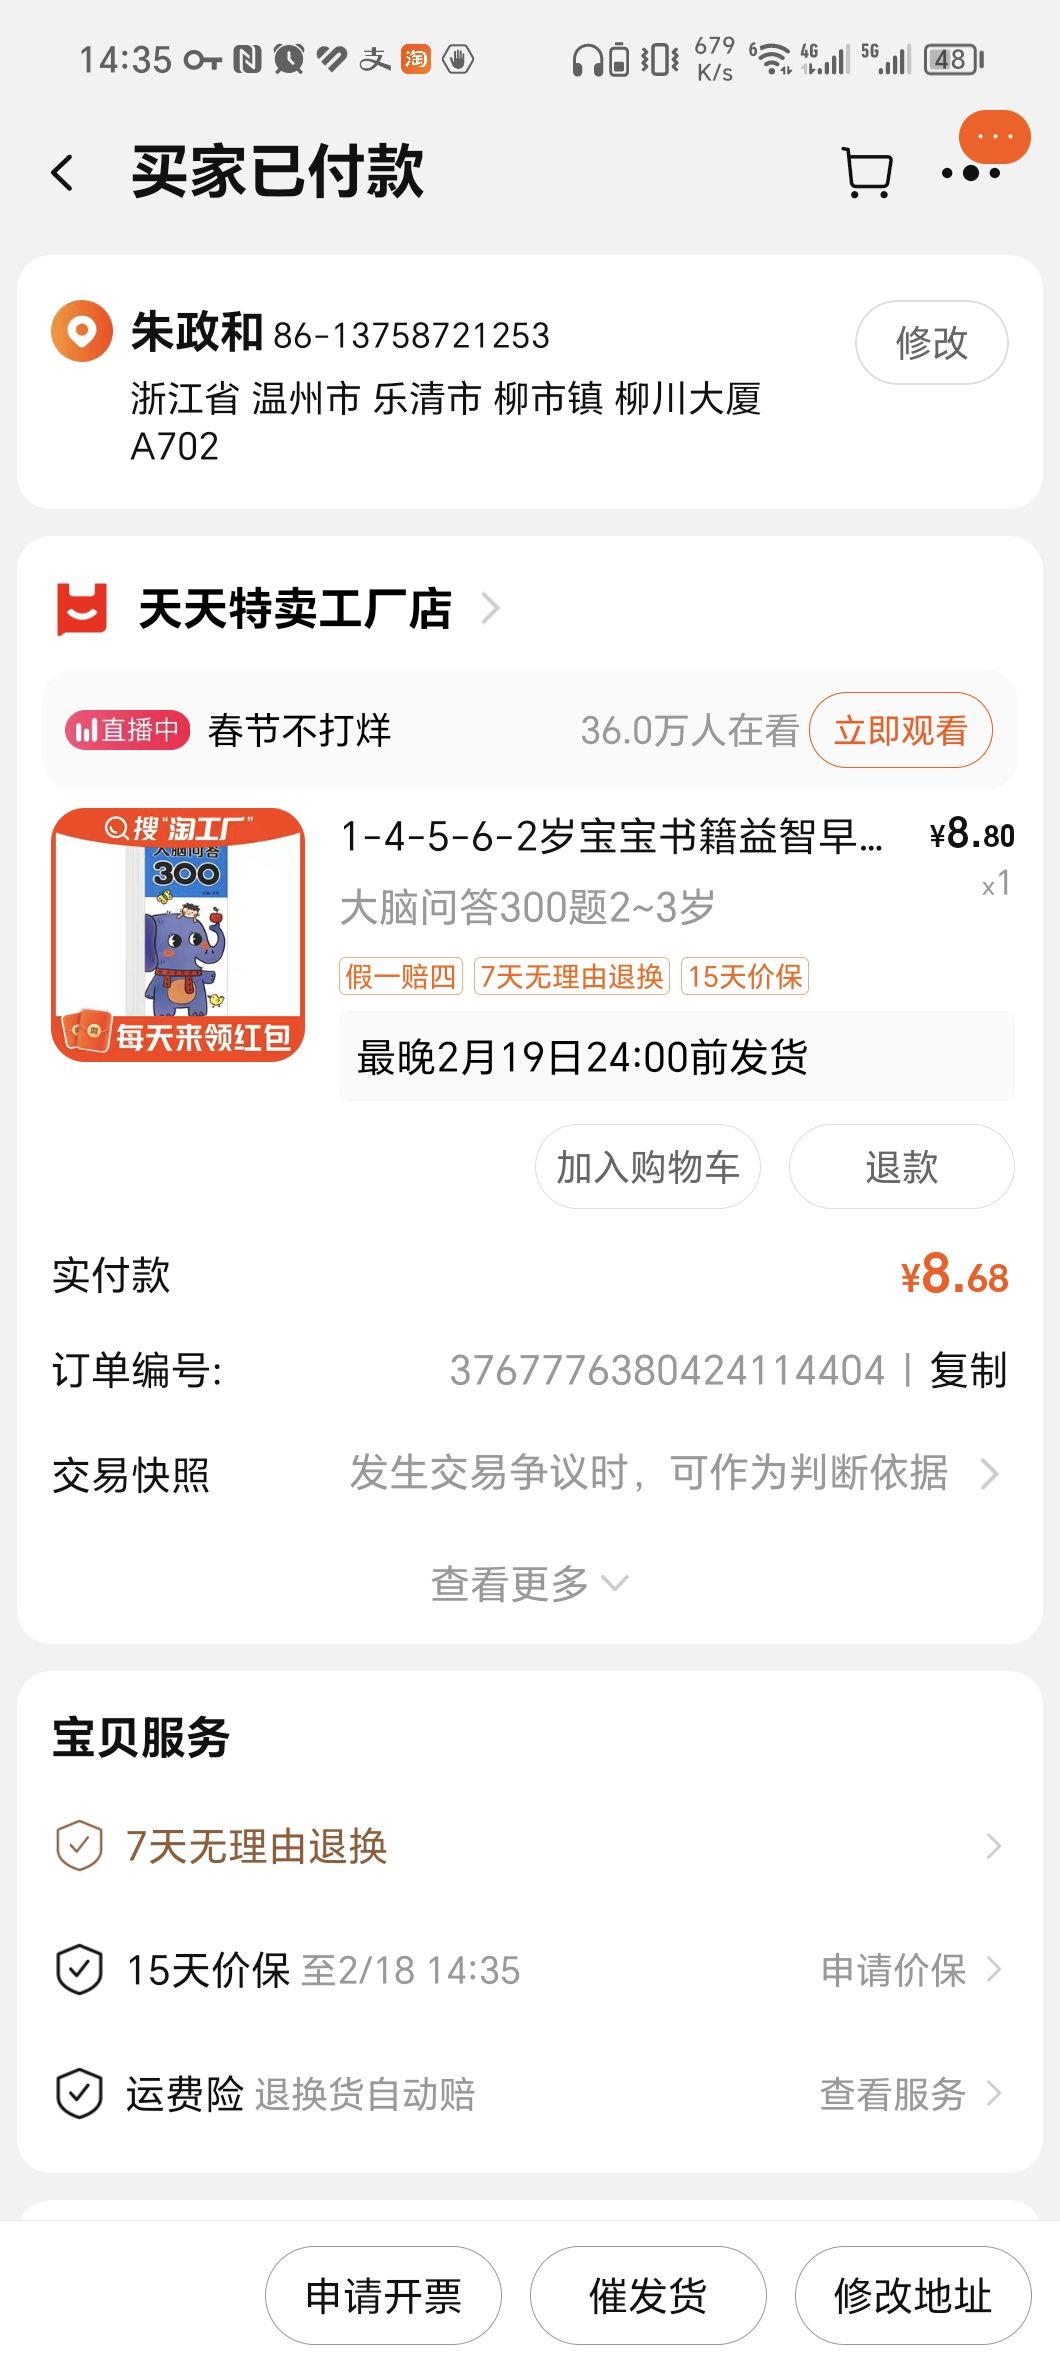 14:35
679 K/s
6
4G
5G
48
买家已付款
朱政和 86-13758721253
修改
浙江省 温州市 乐清市 柳市镇 柳川大厦
A702
天天特卖工厂店
直播中 春节不打烊 36.0万人在看 立即观看
搜“淘工厂”
大脑问答
300
每天来领红包
1-4-5-6-2岁宝宝书籍益智早... ¥8.80
大脑问答300题2~3岁 x1
假一赔四 7天无理由退换 15天价保
最晚2月19日24:00前发货
加入购物车 退款
实付款 ¥8.68
订单编号: 3767776380424114404 | 复制
交易快照 发生交易争议时，可作为判断依据
查看更多
宝贝服务
7天无理由退换
15天价保 至2/18 14:35 申请价保
运费险 退换货自动赔 查看服务
申请开票 催发货 修改地址